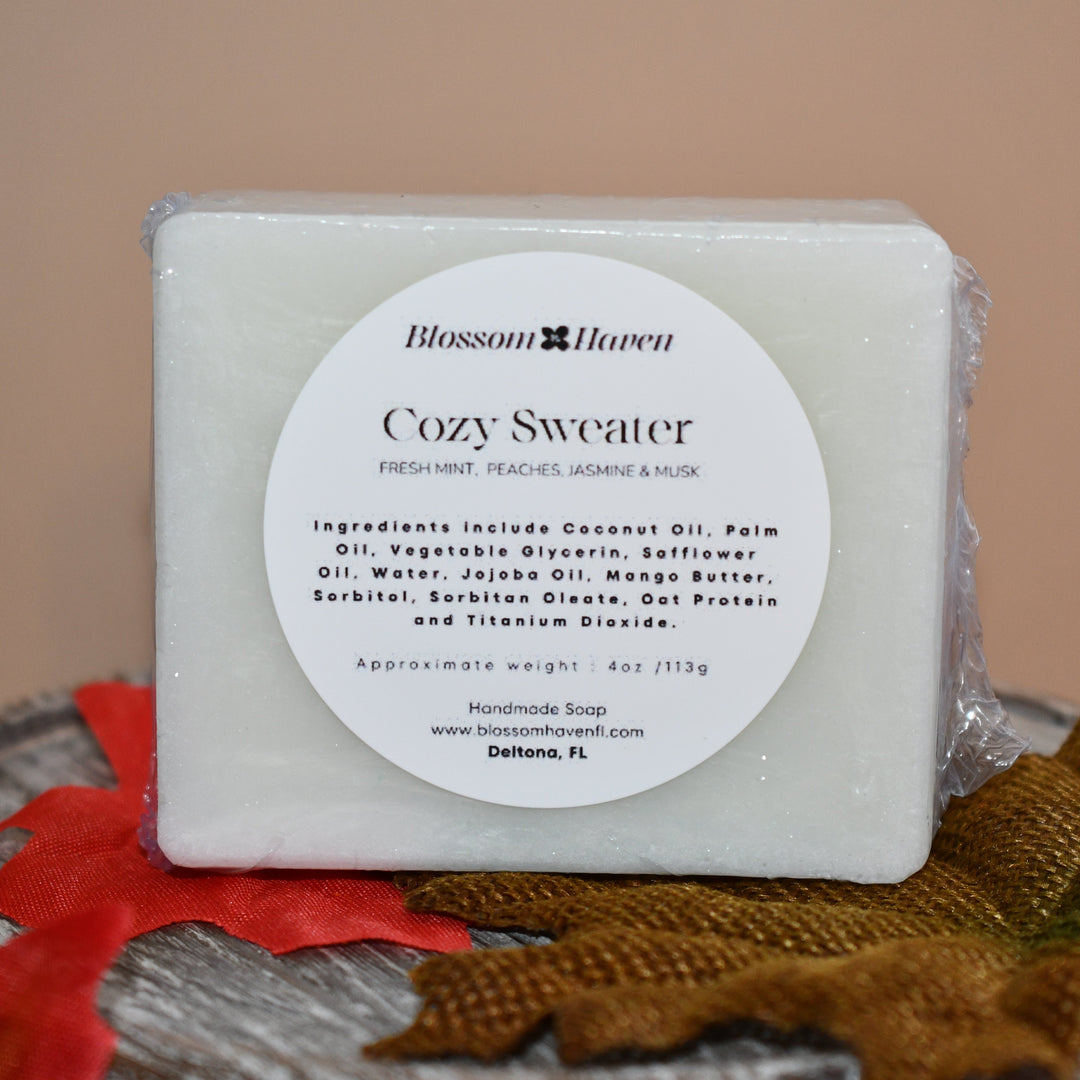 Blossom Haven
Cozy Sweater
FRESH MINT, PEACHES, JASMINE & MUSK
Ingredients include Coconut Oil, Palm
Oil, Vegetable Glycerin, Safflower
Oil, Water, Jojoba Oil, Mango Butter,
Sorbitol, Sorbitan Oleate, Oat Protein
and Titanium Dioxide.
Approximate weight : 4oz /113g
Handmade Soap
www.blossomhavenfl.com
Deltona, FL